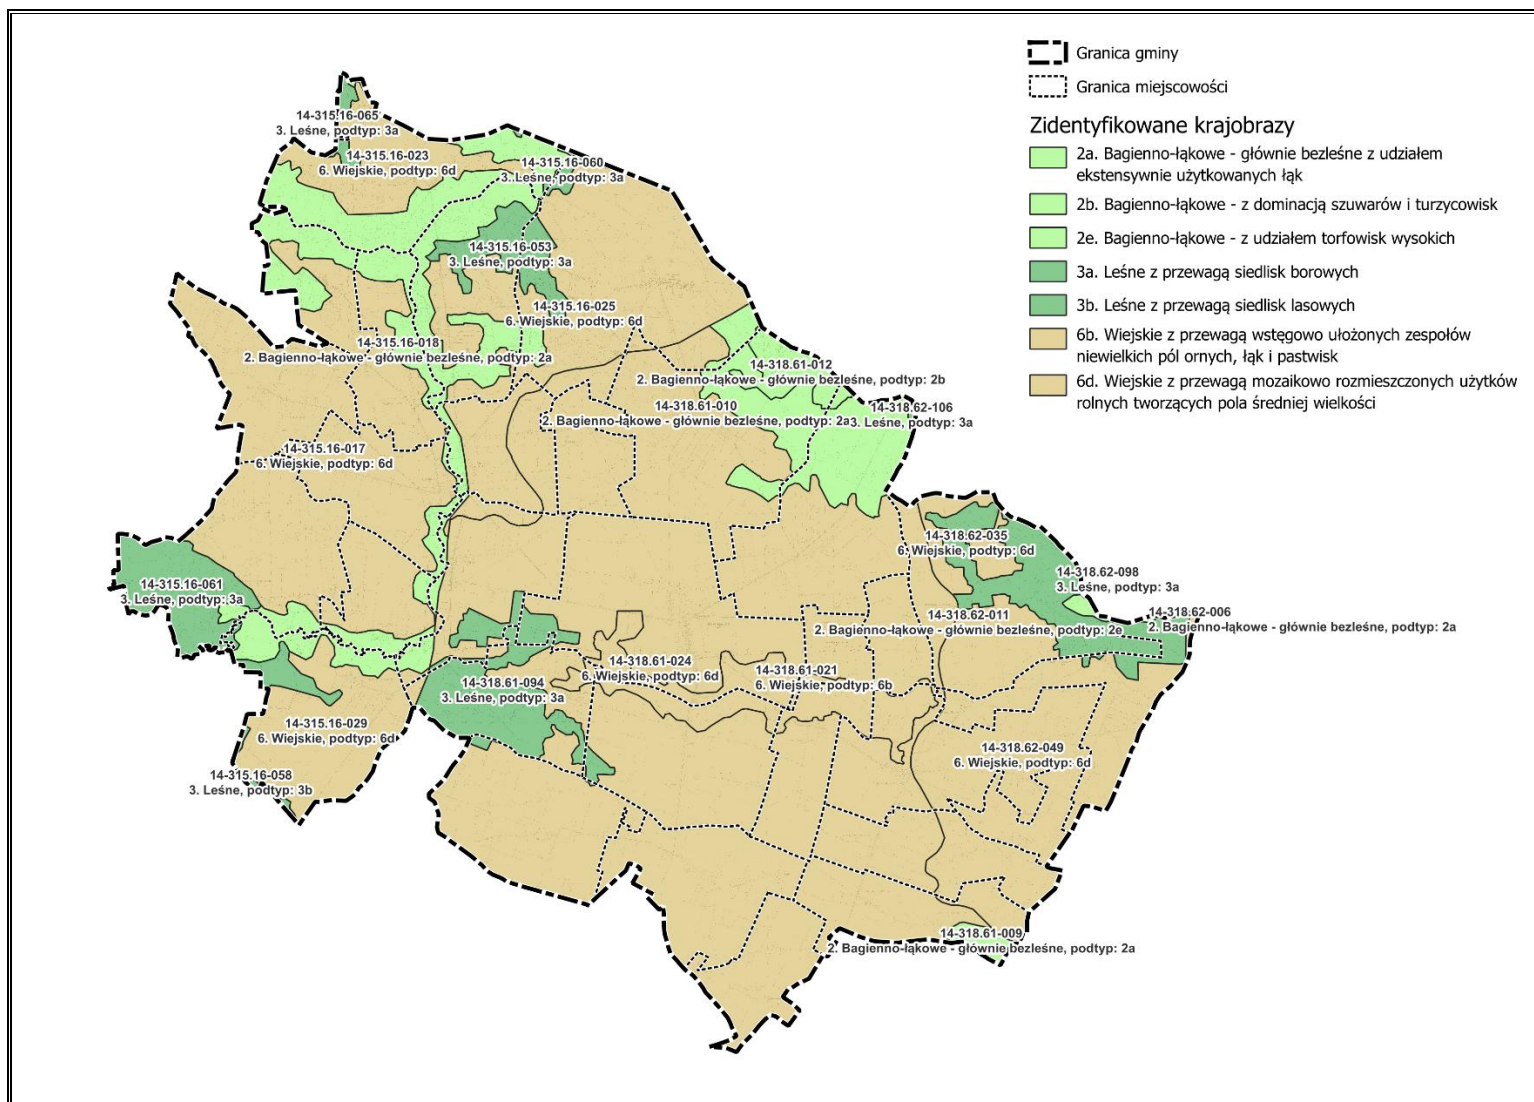 Granica gminy
Granica miejscowości
Zidentyfikowane krajobrazy
2a. Bagienno-łąkowe - głównie bezleśne z udziałem
ekstensywnie użytkowanych łąk
2b. Bagienno-łąkowe - z dominacją szuwarów i turzycowisk
2e. Bagienno-łąkowe - z udziałem torfowisk wysokich
3a. Leśne z przewagą siedlisk borowych
3b. Leśne z przewagą siedlisk lasowych
6b. Wiejskie z przewagą wstęgowo ułożonych zespołów
niewielkich pól ornych, łąk i pastwisk
6d. Wiejskie z przewagą mozaikowo rozmieszczonych użytków
rolnych tworzących pola średniej wielkości
14-315.16-065
3. Leśne, podtyp: 3a
14-315.16-023
6. Wiejskie, podtyp: 6d
14-315.16-060
3. Leśne, podtyp: 3a
14-315.16-053
3. Leśne, podtyp: 3a
14-315.16-025
6. Wiejskie, podtyp: 6d
14-315.16-018
2. Bagienno-łąkowe - głównie bezleśne, podtyp: 2a
14-318.61-012
2. Bagienno-łąkowe - głównie bezleśne, podtyp: 2b
14-318.61-010
2. Bagienno-łąkowe - głównie bezleśne, podtyp: 2a
14-318.62-106
3. Leśne, podtyp: 3a
14-315.16-017
6. Wiejskie, podtyp: 6d
14-318.62-035
6. Wiejskie, podtyp: 6d
14-318.62-098
3. Leśne, podtyp: 3a
14-315.16-061
3. Leśne, podtyp: 3a
14-318.62-011
2. Bagienno-łąkowe - głównie bezleśne, podtyp: 2e
14-318.62-006
2. Bagienno-łąkowe - głównie bezleśne, podtyp: 2a
14-318.61-024
6. Wiejskie, podtyp: 6d
14-318.61-021
6. Wiejskie, podtyp: 6b
14-318.61-094
3. Leśne, podtyp: 3a
14-315.16-029
6. Wiejskie, podtyp: 6d
14-318.62-049
6. Wiejskie, podtyp: 6d
14-315.16-058
3. Leśne, podtyp: 3b
14-318.61-009
2. Bagienno-łąkowe - głównie bezleśne, podtyp: 2a